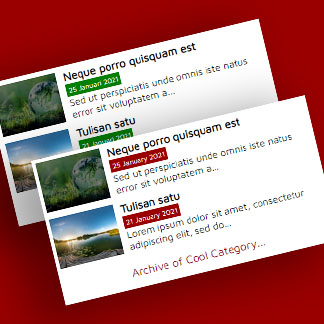 Neque porro quisquam est
25 Januari 2021
Sed ut perspiciatis unde omnis iste natus
error sit voluptatem a...
Tulisan satu
21 Januari 2021
Neque porro quisquam est
25 January 2021
Sed ut perspiciatis unde omnis iste natus
error sit voluptatem a...
Tulisan satu
21 January 2021
Lorem ipsum dolor sit amet, consectetur
adipiscing elit, sed do...
Archive of Cool Category...